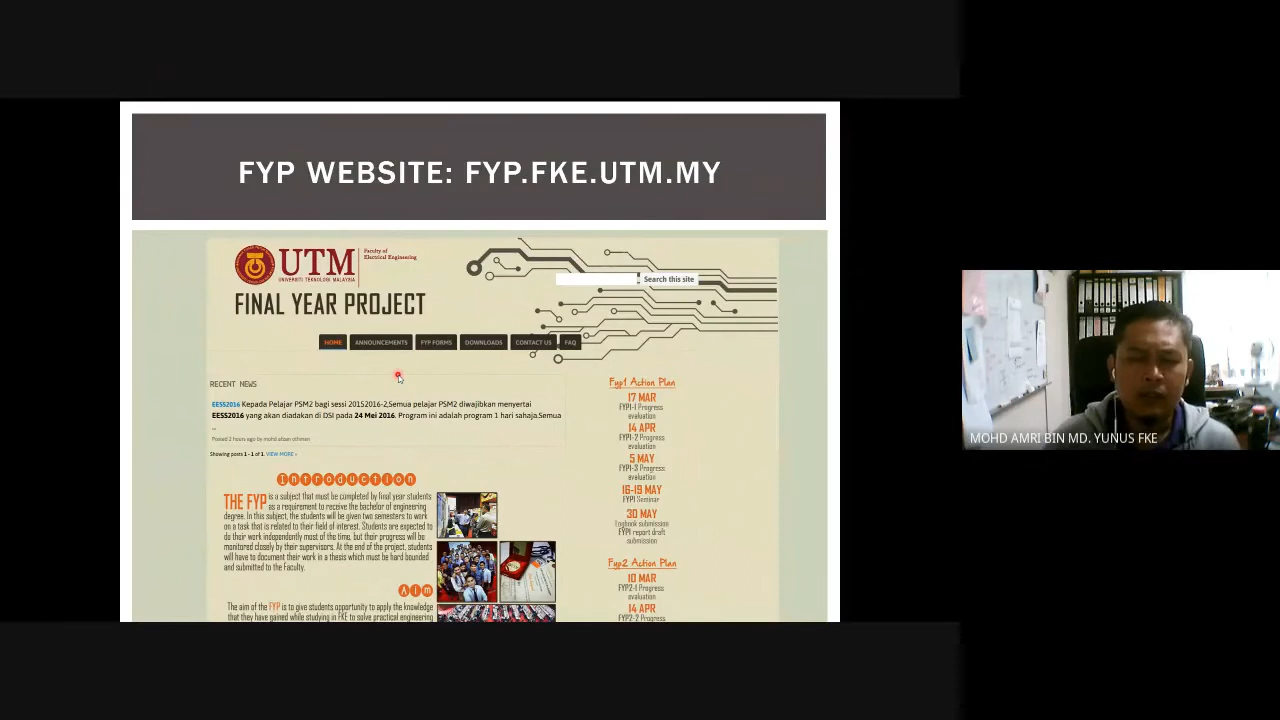 FYP WEBSITE: FYP.FKE.UTM.MY
UTM
UNIVERSITI TEKNOLOGI MALAYSIA
Faculty of
Electrical Engineering
Search this site
FINAL YEAR PROJECT
HOME
ANNOUNCEMENTS
FYP FORMS
DOWNLOADS
CONTACT US
FAQ
RECENT NEWS
EESS2016 Kepada Pelajar PSM2 bagi sessi 20152016-2,Semua pelajar PSM2 diwajibkan menyertai
EESS2016 yang akan diadakan di DSI pada 24 Mei 2016. Program ini adalah program 1 hari sahaja.Semua
...
Posted 2 hours ago by mohd afzan othman
Showing posts 1 - 1 of 1. VIEW MORE »
Introduction
THE FYP is a subject that must be completed by final year students
as a requirement to receive the bachelor of engineering
degree. In this subject, the students will be given two semesters to work
on a task that is related to their field of interest. Students are expected
to do their work independently most of the time, but their progress will be
monitored closely by their supervisors. At the end of the project, students
will have to document their work in a thesis which must be hard bounded
and submitted to the Faculty.
Aim
The aim of the FYP is to give students opportunity to apply the knowledge
that they have gained while studying in FKE to solve practical engineering
Fyp1 Action Plan
17 MAR
FYP1-1 Progress
evaluation
14 APR
FYP1-2 Progress
evaluation
5 MAY
FYP1-3 Progress
evaluation
16-19 MAY
FYP1 Seminar
30 MAY
Logbook submission
FYP1 report draft
submission
Fyp2 Action Plan
10 MAR
FYP2-1 Progress
evaluation
14 APR
FYP2-2 Progress
MOHD AMRI BIN MD. YUNUS FKE